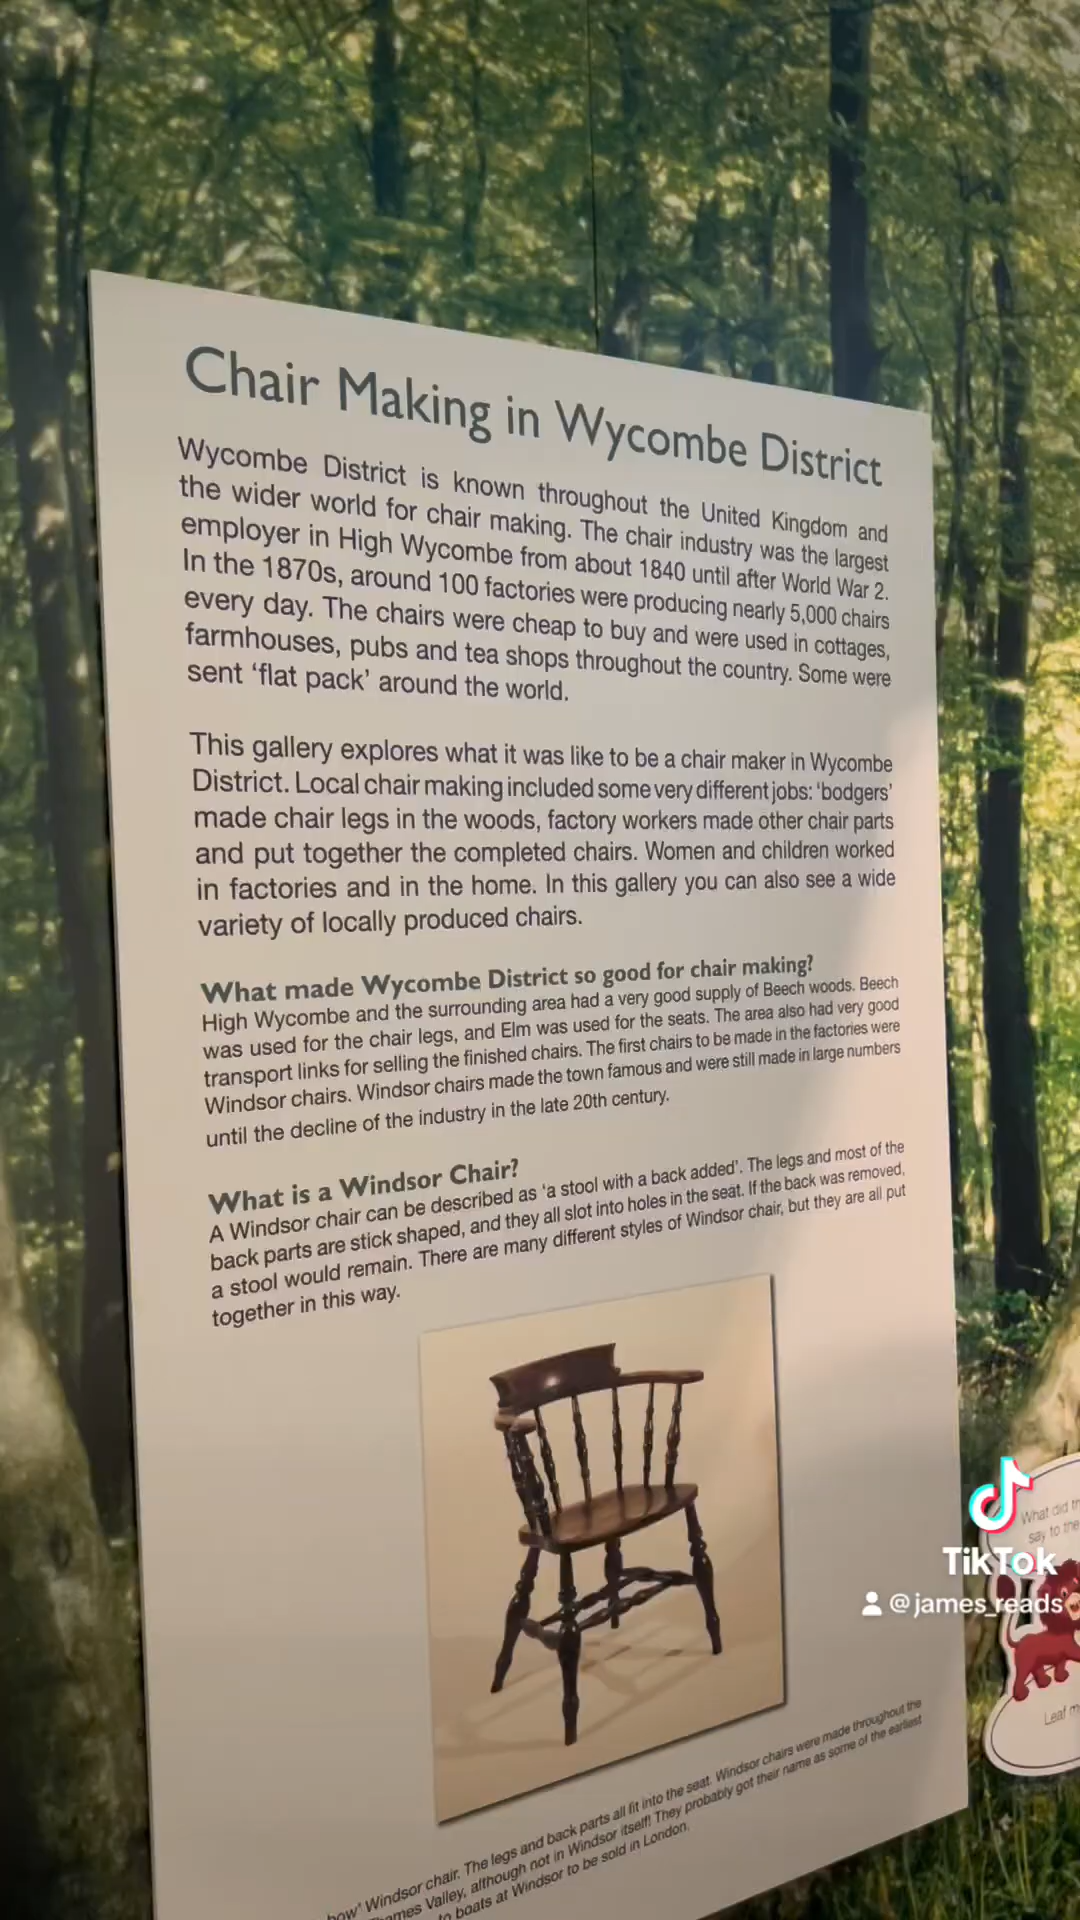 Chair Making in Wycombe District
Wycombe District is known throughout the United Kingdom and
the wider world for chair making. The chair industry was the largest
employer in High Wycombe from about 1840 until after World War 2.
In the 1870s, around 100 factories were producing nearly 5,000 chairs
every day. The chairs were cheap to buy and were used in cottages,
farmhouses, pubs and tea shops throughout the country. Some were
sent 'flat pack' around the world.
This gallery explores what it was like to be a chair maker in Wycombe
District. Local chair making included some very different jobs: 'bodgers'
made chair legs in the woods, factory workers made other chair parts
and put together the completed chairs. Women and children worked
in factories and in the home. In this gallery you can also see a wide
variety of locally produced chairs.
What made Wycombe District so good for chair making?
High Wycombe and the surrounding area had a very good supply of Beech woods. Beech
was used for the chair legs, and Elm was used for the seats. The area also had very good
transport links for selling the finished chairs. The first chairs to be made in the factories were
Windsor chairs. Windsor chairs made the town famous and were still made in large numbers
until the decline of the industry in the late 20th century.
What is a Windsor Chair?
A Windsor chair can be described as 'a stool with a back added'. The legs and most of the
back parts are stick shaped, and they all slot into holes in the seat. If the back was removed,
a stool would remain. There are many different styles of Windsor chair, but they are all put
together in this way.
Windsor chair. The legs and back parts all fit into the seat. Windsor chairs were made throughout the
Valley, although not in Windsor itself! They probably got their name as some of the earliest
boats at Windsor to be sold in London.
What did
say to the
Leaf
TikTok
@james_reads